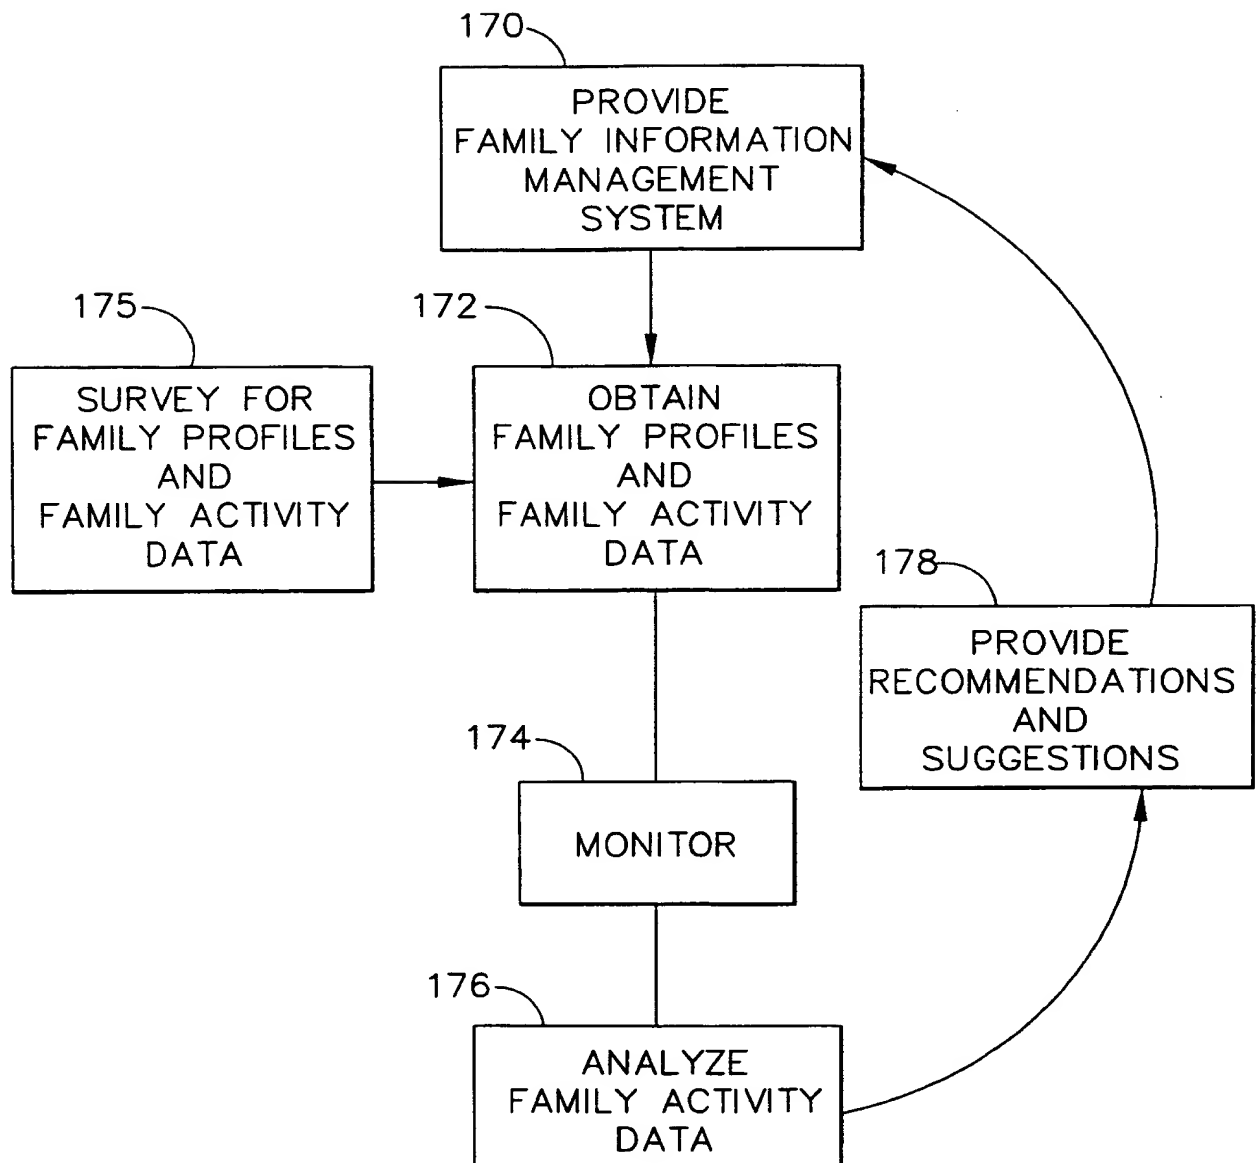 170
PROVIDE
FAMILY INFORMATION
MANAGEMENT
SYSTEM
175
SURVEY FOR
FAMILY PROFILES
AND
FAMILY ACTIVITY
DATA
172
OBTAIN
FAMILY PROFILES
AND
FAMILY ACTIVITY
DATA
178
PROVIDE
RECOMMENDATIONS
AND
SUGGESTIONS
174
MONITOR
176
ANALYZE
FAMILY ACTIVITY
DATA